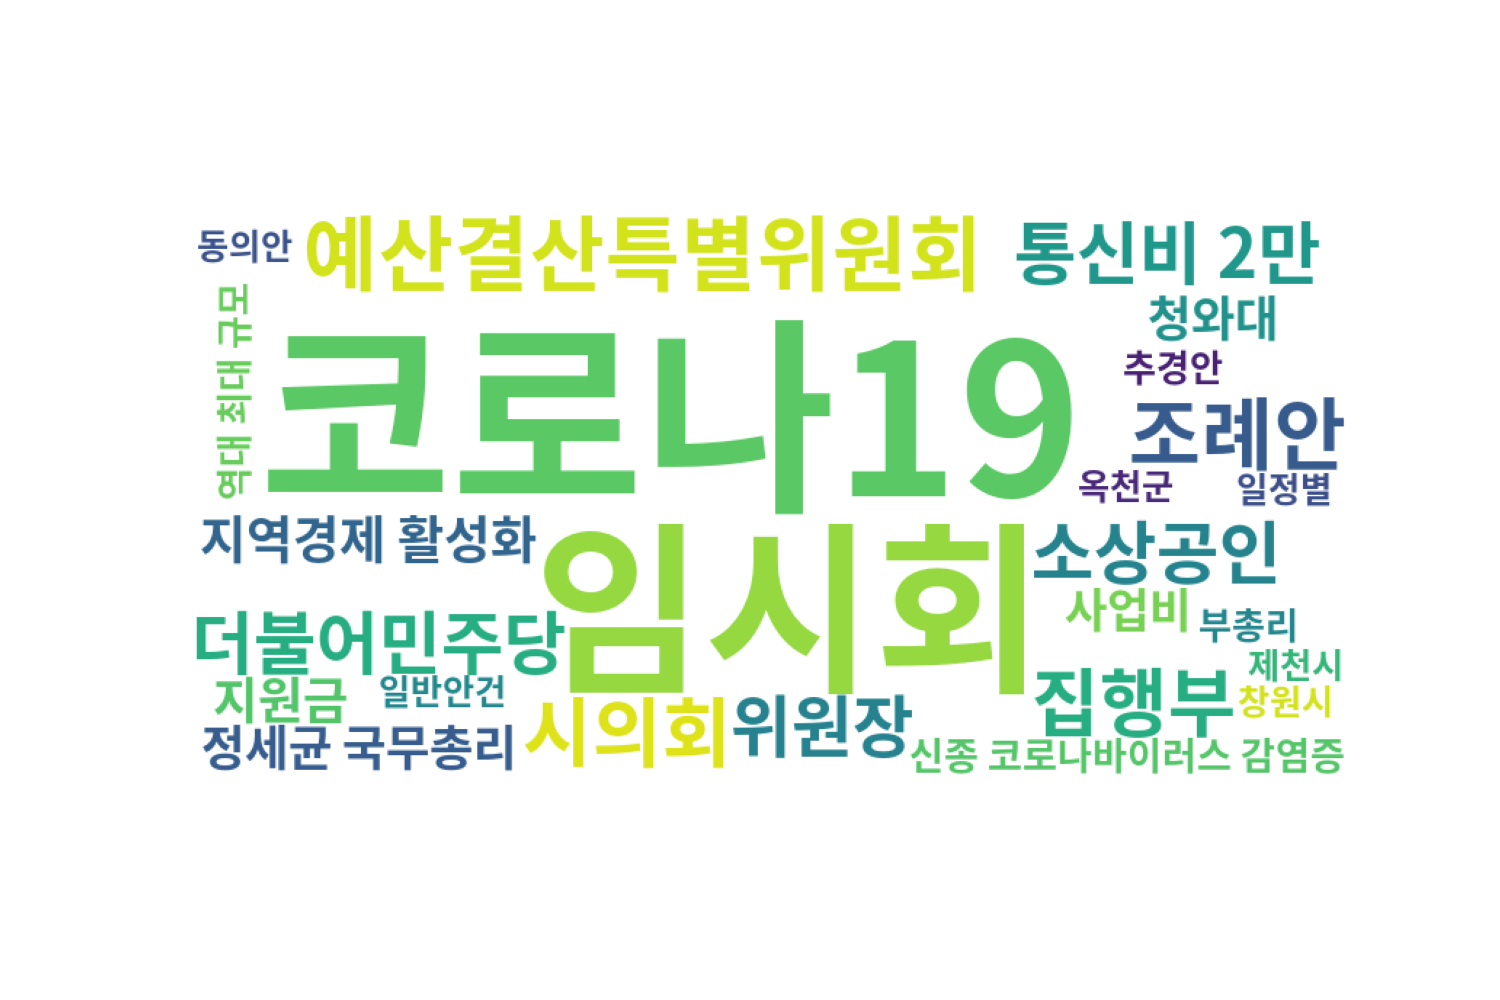 동의안
예산결산특별위원회
통신비 2만
청와대
역대 최대 규모
코로나19
추경안
조례안
옥천군
일정별
지역경제 활성화
임시회
소상공인
사업비
부총리
더불어민주당
제천시
지원금
일반안건
집행부
창원시
시의회
위원장
정세균 국무총리
신종 코로나바이러스 감염증